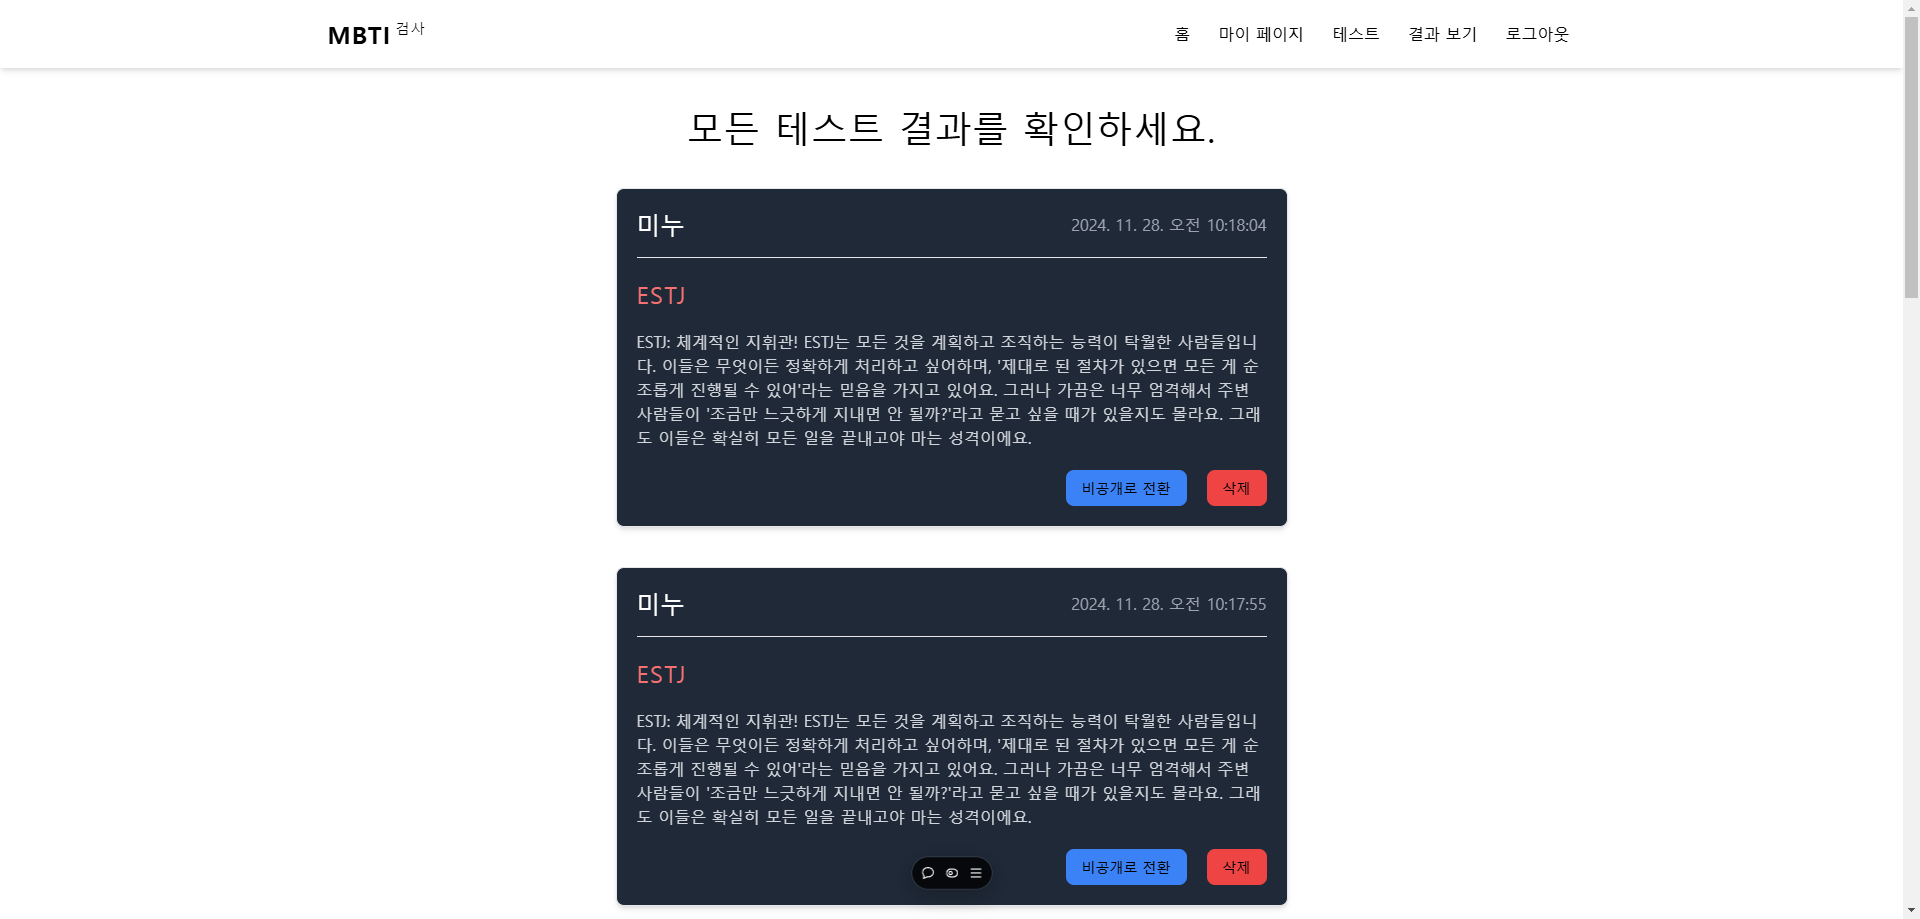 MBTI 검사
홈 마이 페이지 테스트 결과 보기 로그아웃
모든 테스트 결과를 확인하세요.
미누 2024. 11. 28. 오전 10:18:04
ESTJ
ESTJ: 체계적인 지휘관! ESTJ는 모든 것을 계획하고 조직하는 능력이 탁월한 사람들입니
다. 이들은 무엇이든 정확하게 처리하고 싶어하며, '제대로 된 절차가 있으면 모든 게 순
조롭게 진행될 수 있어'라는 믿음을 가지고 있어요. 그러나 가끔은 너무 엄격해서 주변
사람들이 '조금만 느긋하게 지내면 안 될까?'라고 묻고 싶을 때가 있을지도 몰라요. 그래
도 이들은 확실히 모든 일을 끝내고야 마는 성격이에요.
비공개로 전환 삭제
미누 2024. 11. 28. 오전 10:17:55
ESTJ
ESTJ: 체계적인 지휘관! ESTJ는 모든 것을 계획하고 조직하는 능력이 탁월한 사람들입니
다. 이들은 무엇이든 정확하게 처리하고 싶어하며, '제대로 된 절차가 있으면 모든 게 순
조롭게 진행될 수 있어'라는 믿음을 가지고 있어요. 그러나 가끔은 너무 엄격해서 주변
사람들이 '조금만 느긋하게 지내면 안 될까?'라고 묻고 싶을 때가 있을지도 몰라요. 그래
도 이들은 확실히 모든 일을 끝내고야 마는 성격이에요.
비공개로 전환 삭제